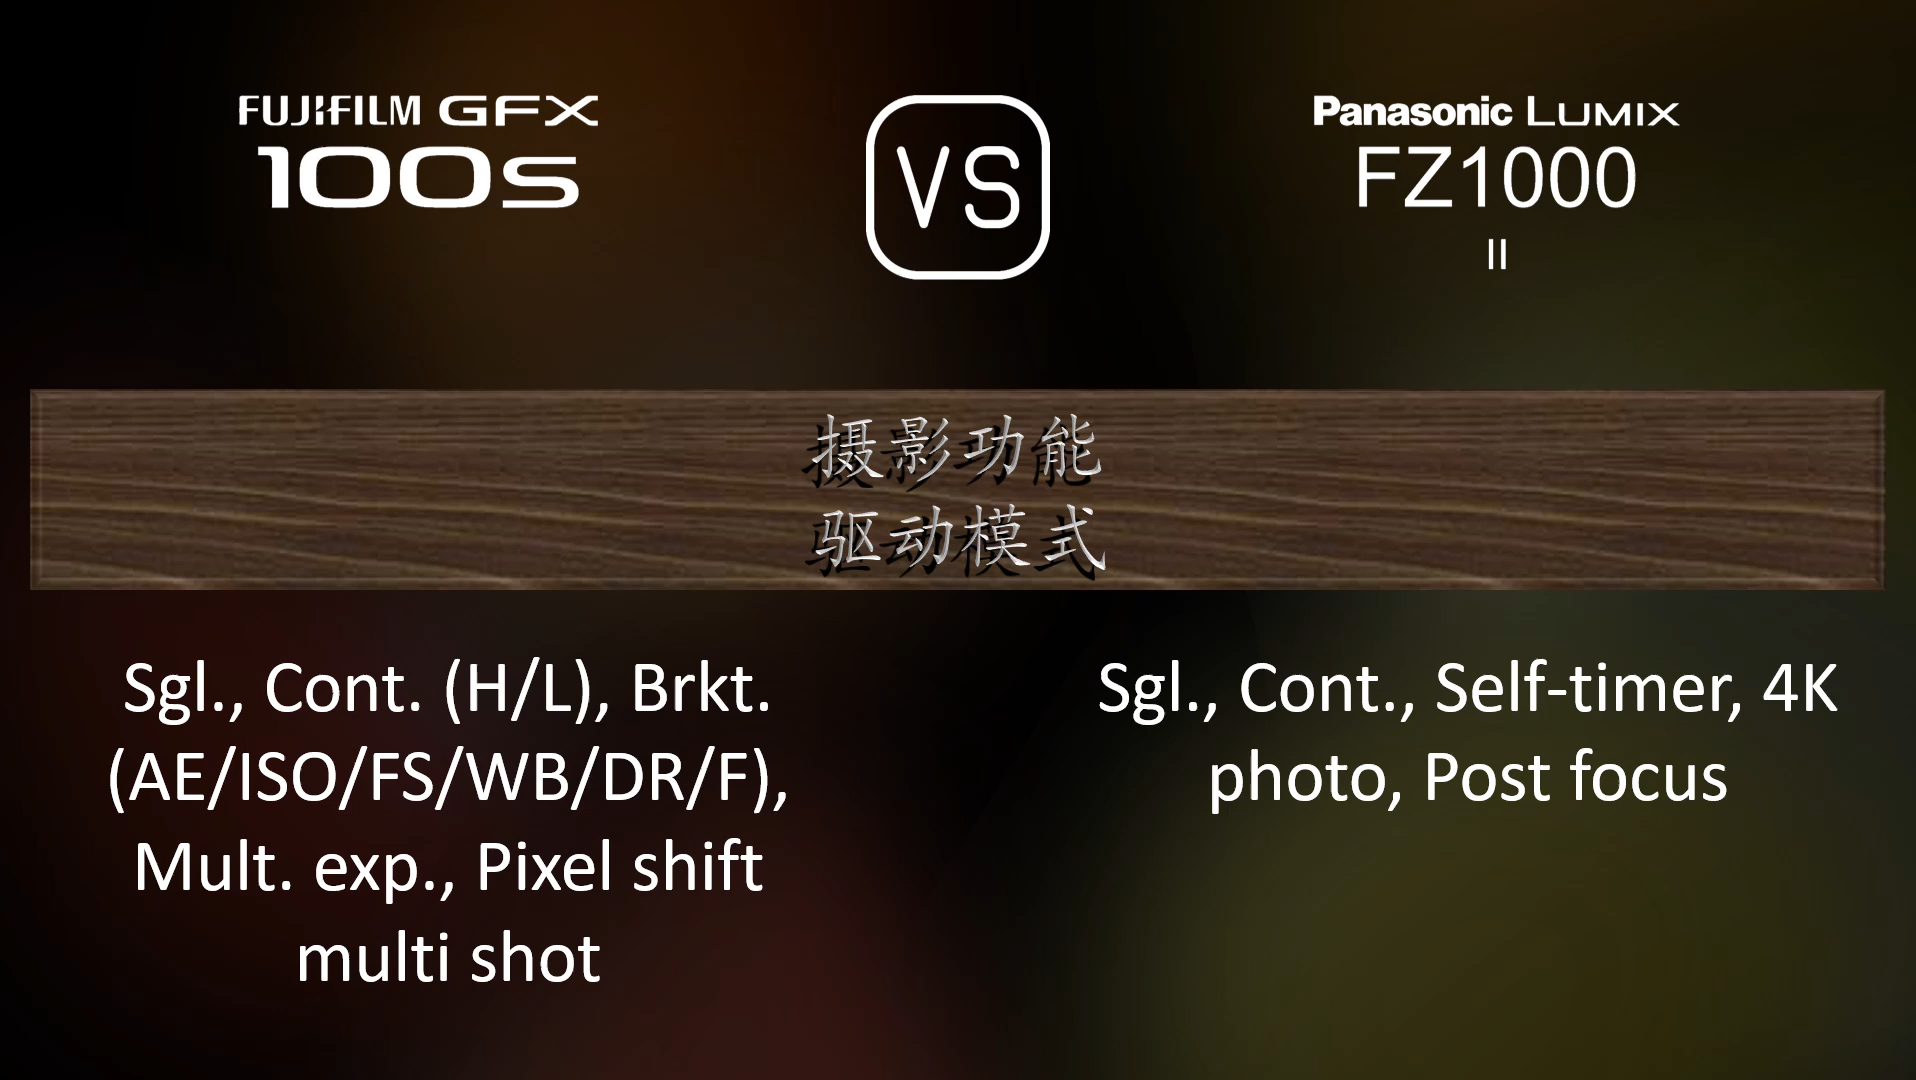 FUJIFILM GFX
100S
VS
Panasonic LUMIX
FZ1000
II
摄影功能
驱动模式
Sgl., Cont. (H/L), Brkt.
(AE/ISO/FS/WB/DR/F),
Mult. exp., Pixel shift
multi shot
Sgl., Cont., Self-timer, 4K
photo, Post focus